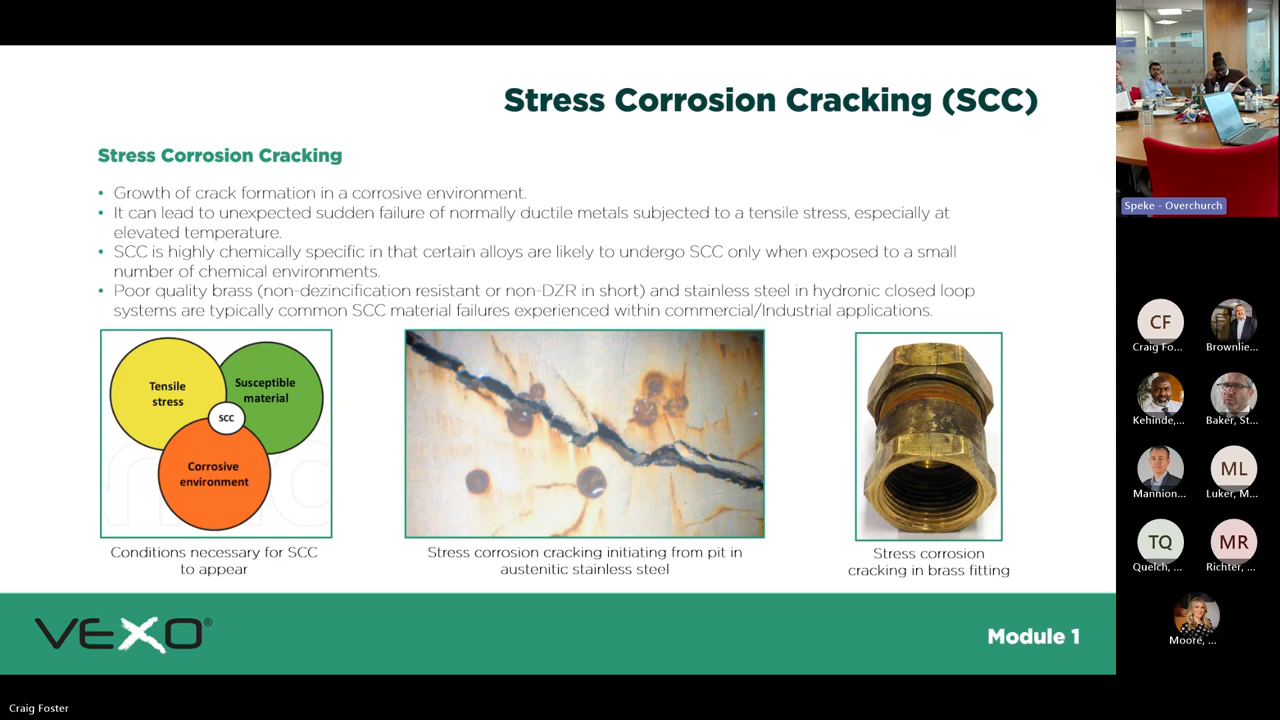 Stress Corrosion Cracking (SCC)
Stress Corrosion Cracking
• Growth of crack formation in a corrosive environment.
• It can lead to unexpected sudden failure of normally ductile metals subjected to a tensile stress, especially at
elevated temperature.
• SCC is highly chemically specific in that certain alloys are likely to undergo SCC only when exposed to a small
number of chemical environments.
• Poor quality brass (non-dezincification resistant or non-DZR in short) and stainless steel in hydronic closed loop
systems are typically common SCC material failures experienced within commercial/Industrial applications.
Tensile
stress
Susceptible
material
SCC
Corrosive
environment
Conditions necessary for SCC
to appear
Stress corrosion cracking initiating from pit in
austenitic stainless steel
Stress corrosion
cracking in brass fitting
VEXO®
Module 1
Craig Foster
Speke - Overchurch
CF
Craig Fo...
Brownlie...
Kehinde,...
Baker, St...
Mannion...
ML
Luker, M...
TQ
Quelch, ...
MR
Richter, ...
Moore, ...